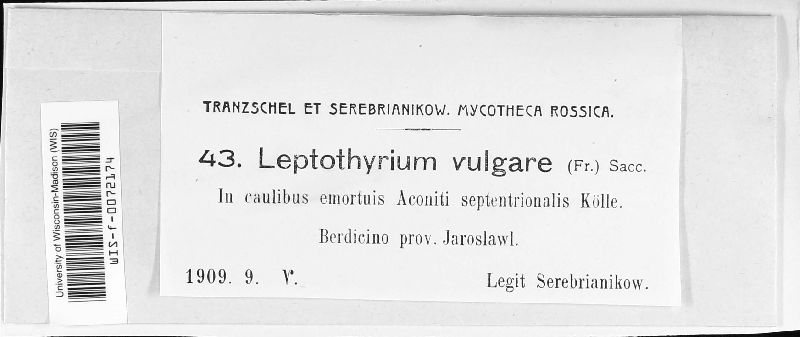 TRANZSCHEL ET SEREBRIANIKOW. MYCOTHECA ROSSICA.
43. Leptothyrium vulgare (Fr.) Sacc.
In caulibus emortuis Aconiti septentrionalis Kölle.
Berdicino prov. Jaroslawl.
1909. 9. V.
Legit Serebrianikow.
University of Wisconsin-Madison (WIS)
WIS-f-0072174